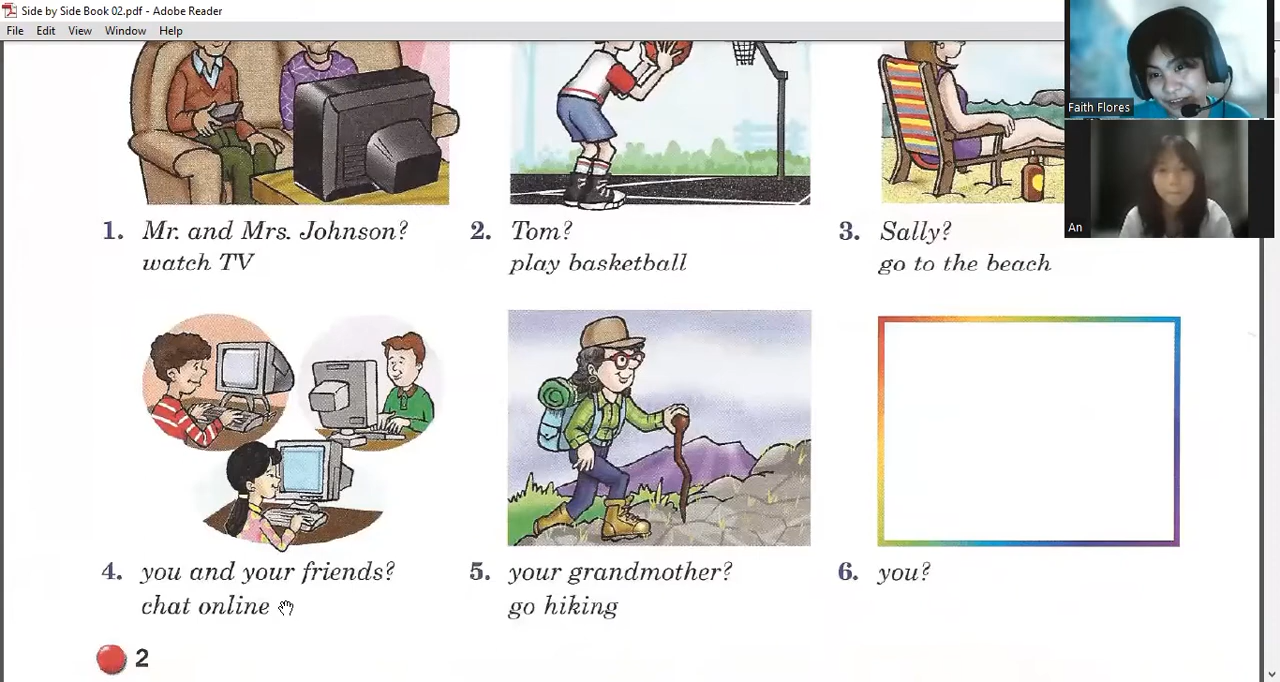 Side by Side Book 02.pdf - Adobe Reader
File Edit View Window Help
Faith Flores
An
1. Mr. and Mrs. Johnson?
watch TV
2. Tom?
play basketball
3. Sally?
go to the beach
4. you and your friends?
chat online
5. your grandmother?
go hiking
6. you?
2